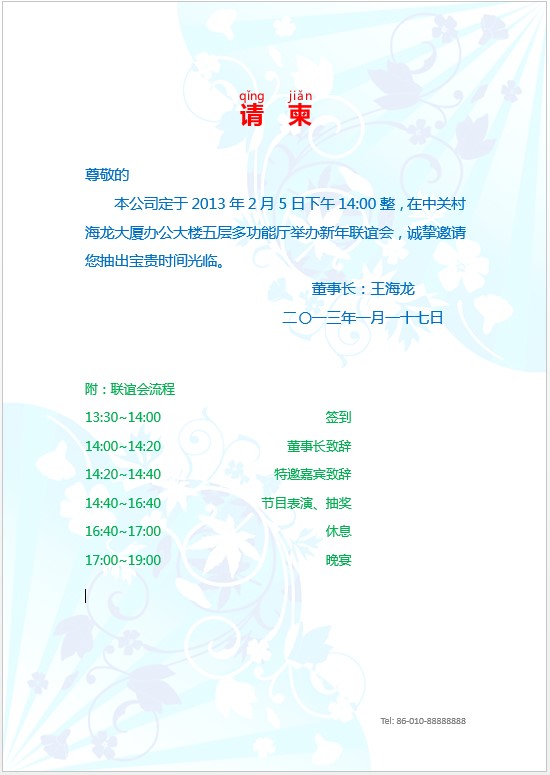 qǐng jiǎn
请 柬
尊敬的
本公司定于 2013 年 2 月 5 日下午 14:00 整，在中关村
海龙大厦办公大楼五层多功能厅举办新年联谊会，诚挚邀请
您抽出宝贵时间光临。
董事长：王海龙
二〇一三年一月一十七日
附：联谊会流程
13:30~14:00 签到
14:00~14:20 董事长致辞
14:20~14:40 特邀嘉宾致辞
14:40~16:40 节目表演、抽奖
16:40~17:00 休息
17:00~19:00 晚宴
Tel: 86-010-88888888